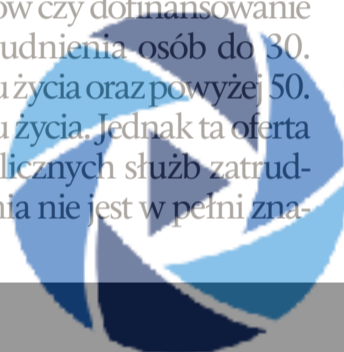 ów czy dofinansowanie
udnienia osób do 30.
u życia oraz powyżej 50.
u życia. Jednak ta oferta
licznych służb zatrud-
nia nie jest w pełni zna-